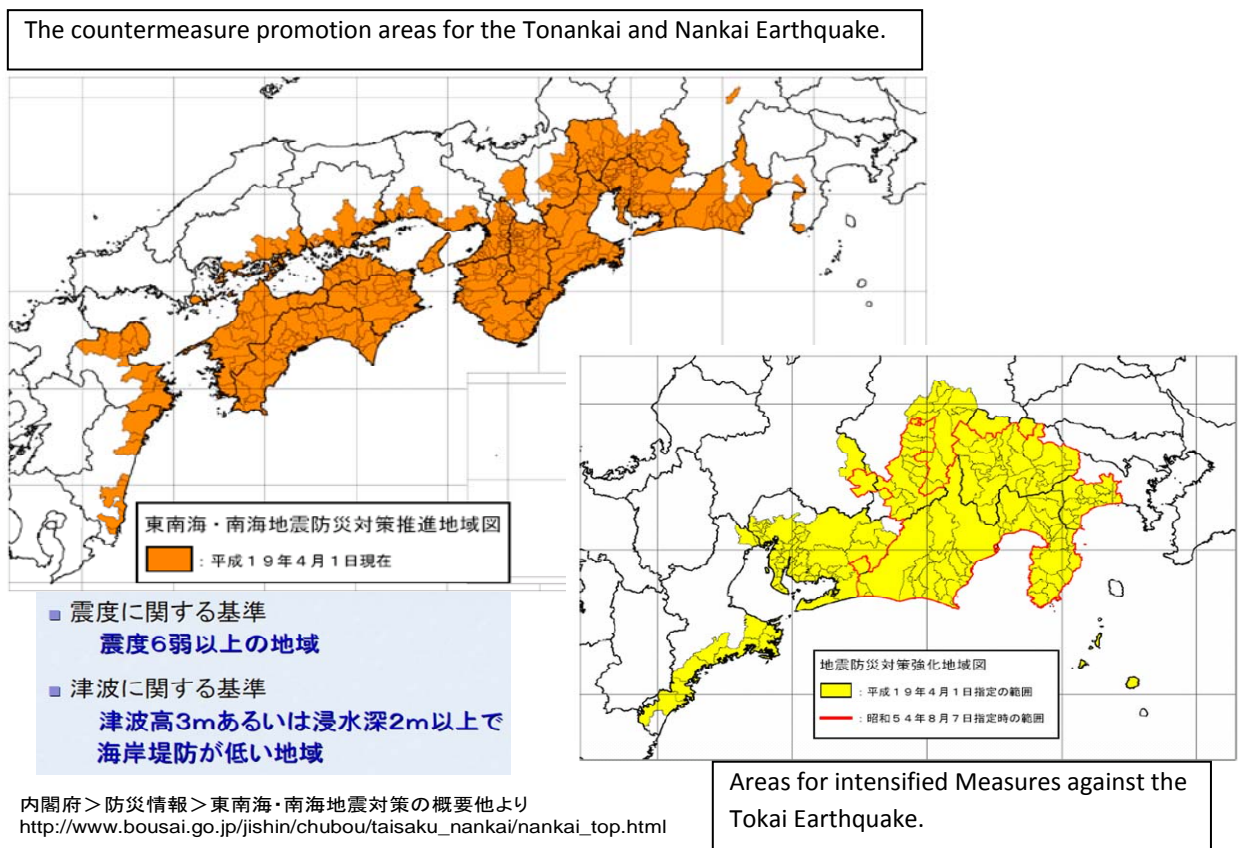 The countermeasure promotion areas for the Tonankai and Nankai Earthquake.
東南海・南海地震防災対策推進地域図
：平成１９年４月１日現在
震度に関する基準
震度6弱以上の地域
津波に関する基準
津波高3mあるいは浸水深2m以上で
海岸堤防が低い地域
地震防災対策強化地域図
：平成１９年４月１日指定の範囲
：昭和５４年８月７日指定時の範囲
内閣府＞防災情報＞東南海・南海地震対策の概要他より
http://www.bousai.go.jp/jishin/chubou/taisaku_nankai/nankai_top.html
Areas for intensified Measures against the
Tokai Earthquake.